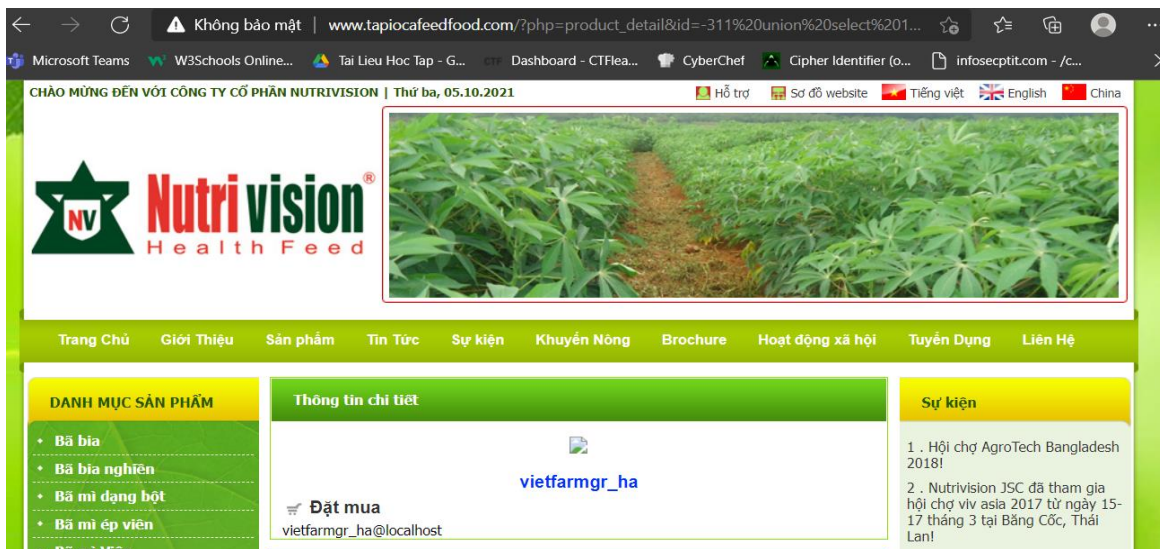 Không bảo mật | www.tapiocafeedfood.com/?php=product_detail&id=-311%20union%20select%201...
Microsoft Teams W3Schools Online... Tai Lieu Hoc Tap - G... CTF Dashboard - CTFlea... CyberChef Cipher Identifier (o... infosecptit.com - /c...
CHÀO MỪNG ĐẾN VỚI CÔNG TY CỔ PHẦN NUTRIVISION | Thứ ba, 05.10.2021 Hỗ trợ Sơ đồ website Tiếng việt English China
NV Nutri vision®
Health Feed
Trang Chủ Giới Thiệu Sản phẩm Tin Tức Sự kiện Khuyến Nông Brochure Hoạt động xã hội Tuyển Dụng Liên Hệ
DANH MỤC SẢN PHẨM
Bã bia
Bã bia nghiền
Bã mì dạng bột
Bã mì ép viên
Thông tin chi tiết
vietfarmgr_ha
Đặt mua
vietfarmgr_ha@localhost
Sự kiện
1 . Hội chợ AgroTech Bangladesh
2018!
2 . Nutrivision JSC đã tham gia
hội chợ viv asia 2017 từ ngày 15-
17 tháng 3 tại Băng Cốc, Thái
Lan!